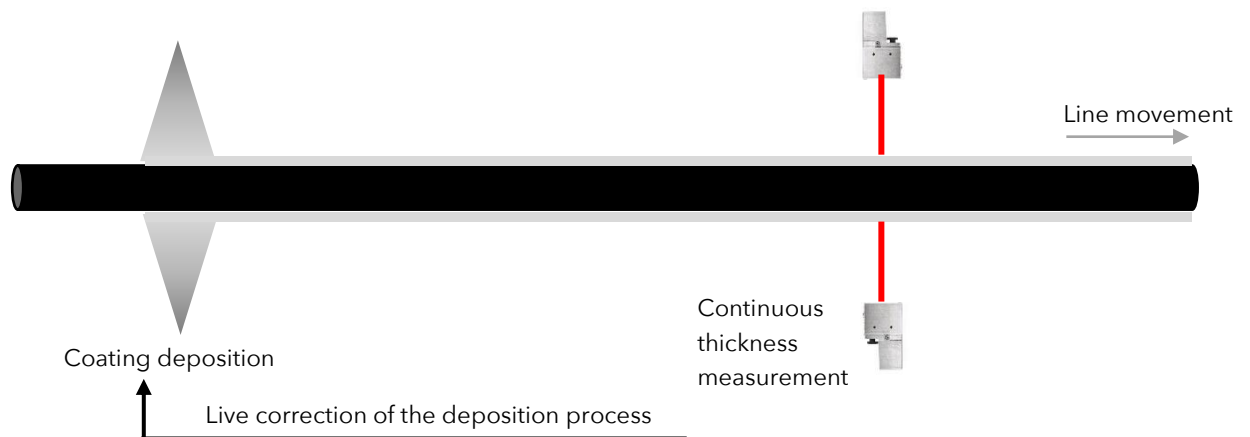 Line movement
Continuous
thickness
measurement
Coating deposition
Live correction of the deposition process